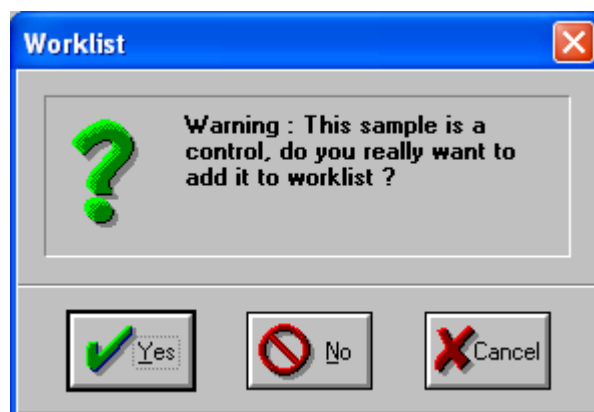 Worklist
Warning : This sample is a
control, do you really want to
add it to worklist ?
Yes
No
Cancel